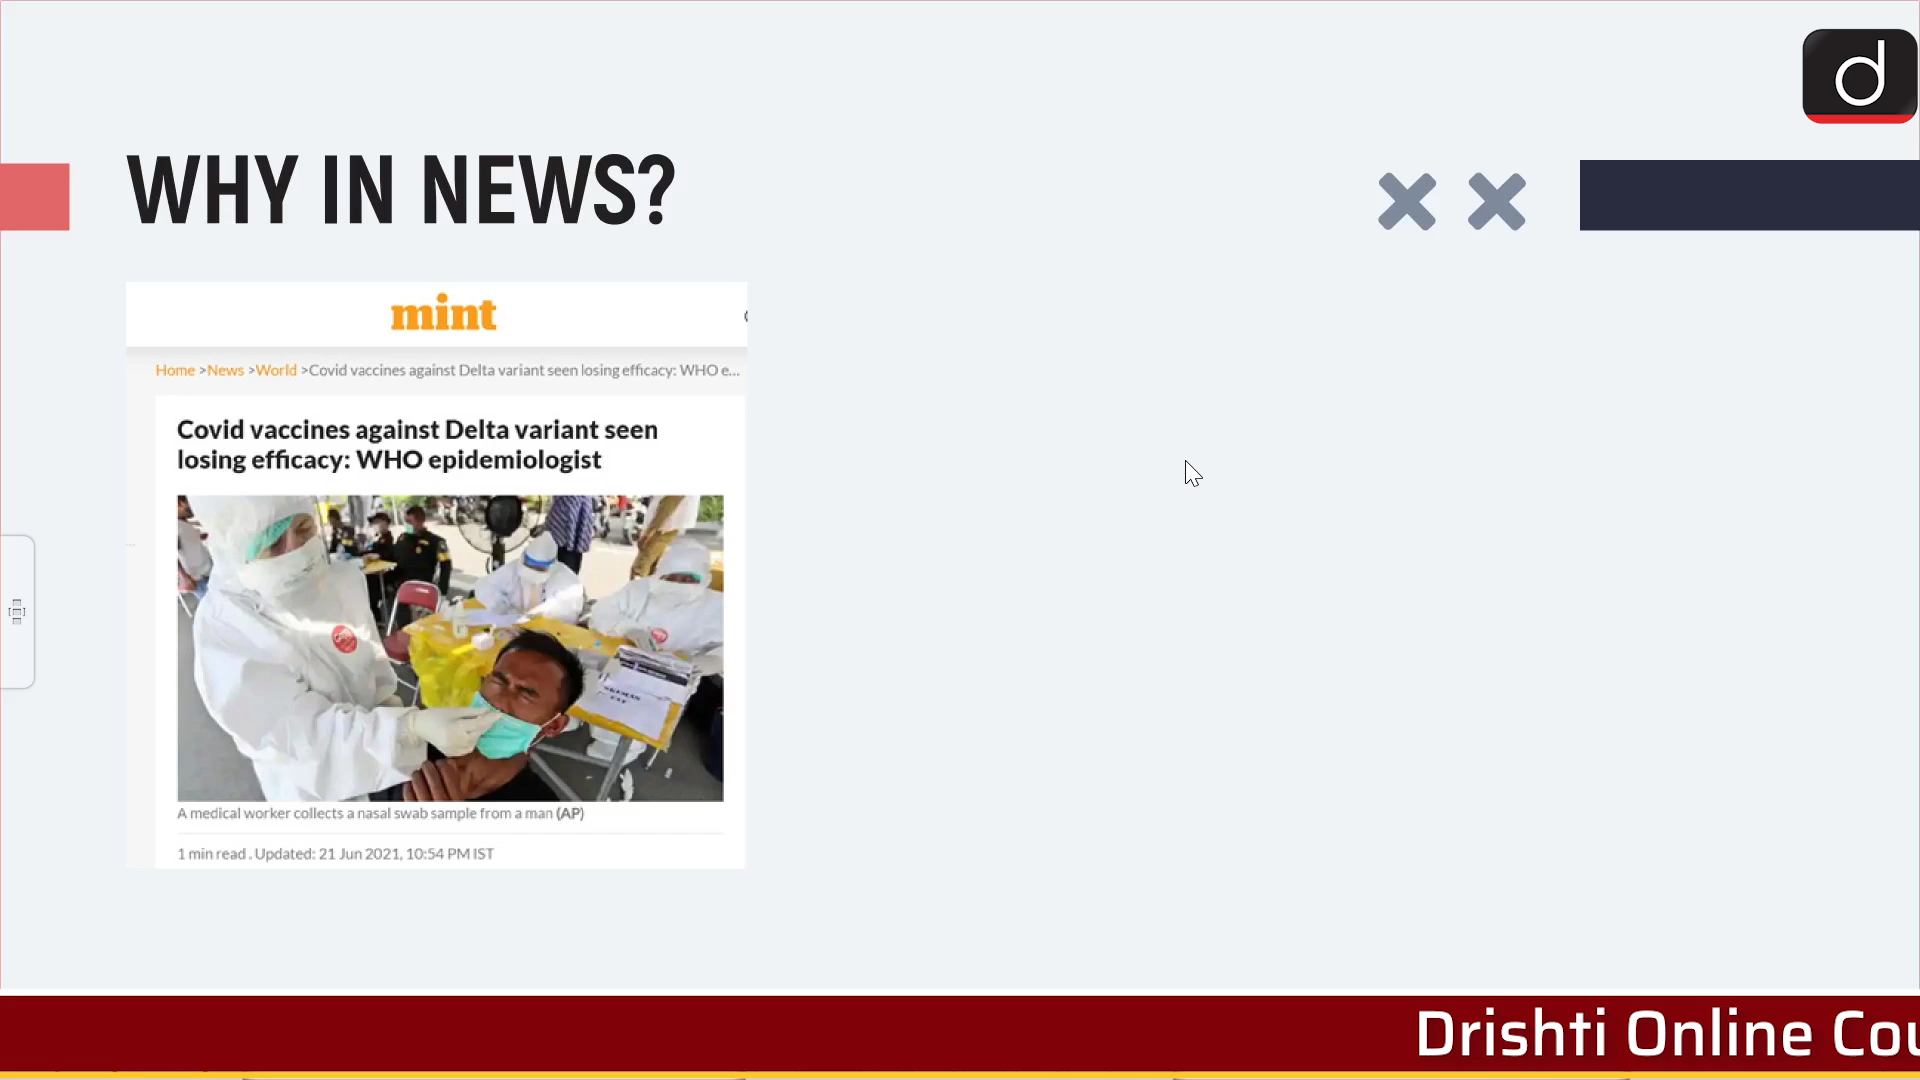 d
WHY IN NEWS?
mint
Home >News >World >Covid vaccines against Delta variant seen losing efficacy: WHO e...
Covid vaccines against Delta variant seen
losing efficacy: WHO epidemiologist
A medical worker collects a nasal swab sample from a man (AP)
1 min read . Updated: 21 Jun 2021, 10:54 PM IST
Drishti Online Cou